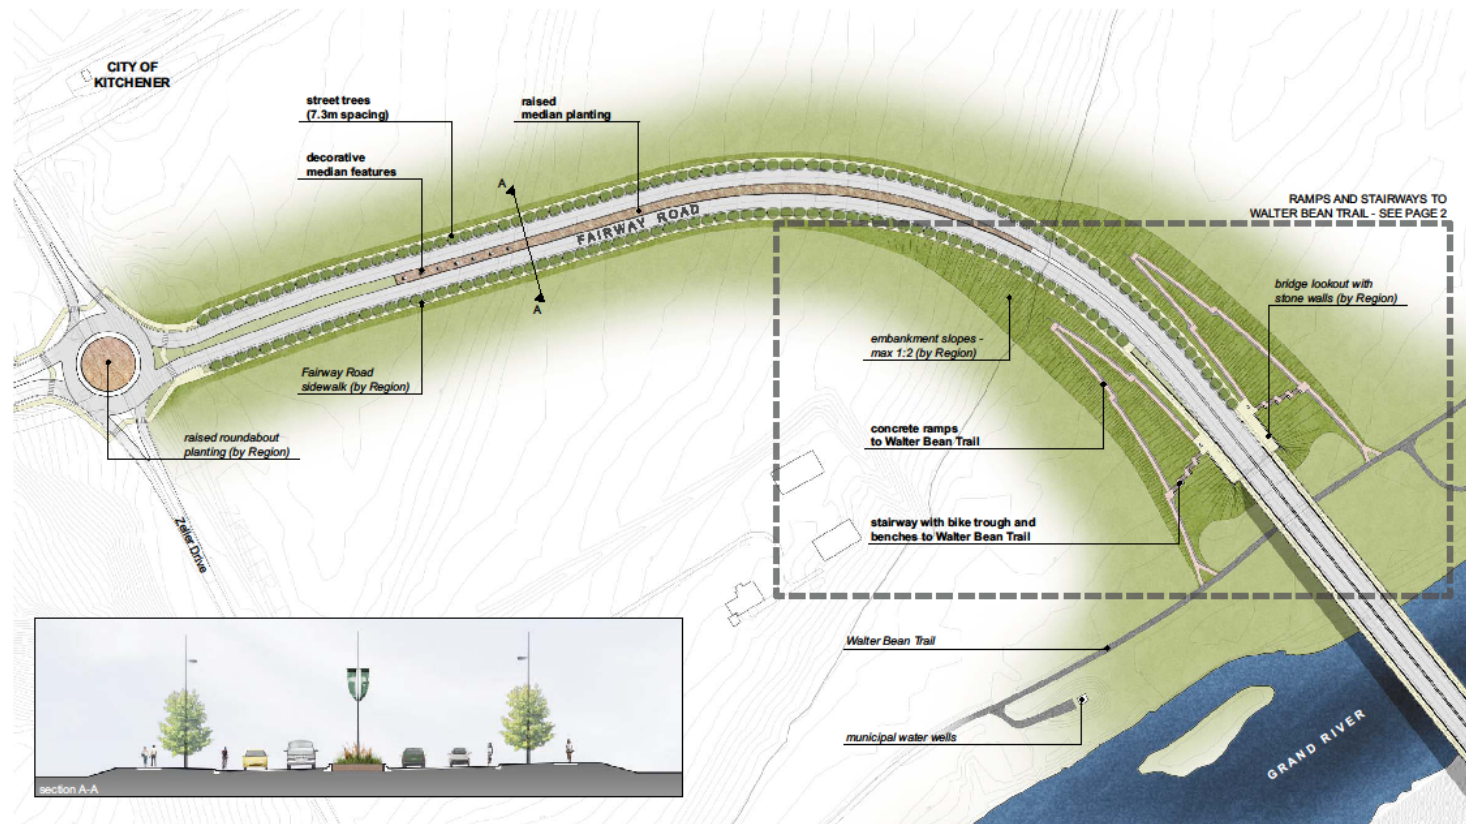 CITY OF
KITCHENER
street trees
(7.3m spacing)
raised
median planting
decorative
median features
A
FAIRWAY ROAD
A
RAMPS AND STAIRWAYS TO
WALTER BEAN TRAIL - SEE PAGE 2
bridge lookout with
stone walls (by Region)
embankment slopes -
max 1:2 (by Region)
Fairway Road
sidewalk (by Region)
raised roundabout
planting (by Region)
concrete ramps
to Walter Bean Trail
stairway with bike trough and
benches to Walter Bean Trail
Zeller Drive
Walter Bean Trail
municipal water wells
GRAND RIVER
section A-A